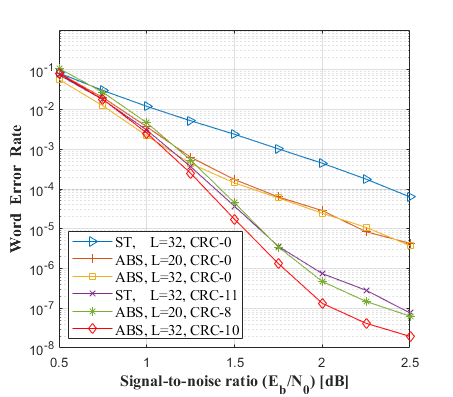 10^-1
10^-2
10^-3
10^-4
10^-5
10^-6
10^-7
10^-8
Word Error Rate
ST, L=32, CRC-0
ABS, L=20, CRC-0
ABS, L=32, CRC-0
ST, L=32, CRC-11
ABS, L=20, CRC-8
ABS, L=32, CRC-10
0.5 1 1.5 2 2.5
Signal-to-noise ratio (E_b/N_0) [dB]